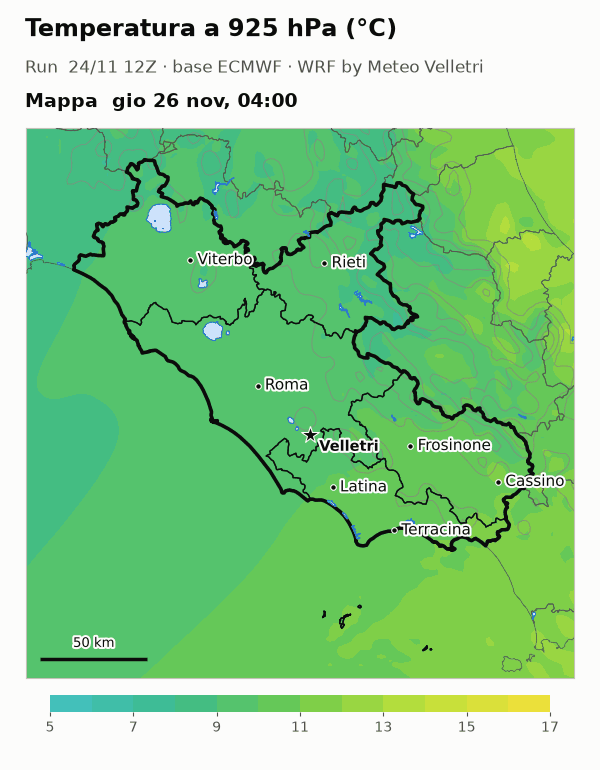 Temperatura a 925 hPa (°C)
Run  24/11 12Z · base ECMWF · WRF by Meteo Velletri
Mappa  gio 26 nov, 04:00
Viterbo
Rieti
Roma
Velletri
Frosinone
Latina
Cassino
Terracina
50 km
5 7 9 11 13 15 17